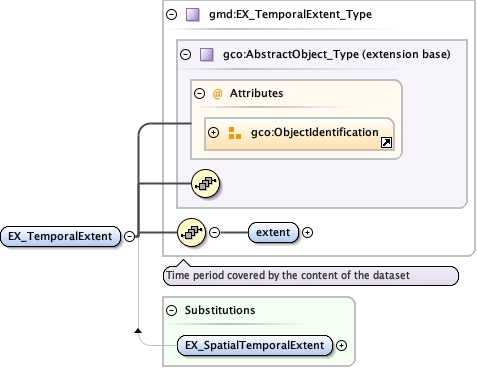 gmd:EX_TemporalExtent_Type
gco:AbstractObject_Type (extension base)
@ Attributes
gco:ObjectIdentification
EX_TemporalExtent
extent
Time period covered by the content of the dataset
Substitutions
EX_SpatialTemporalExtent